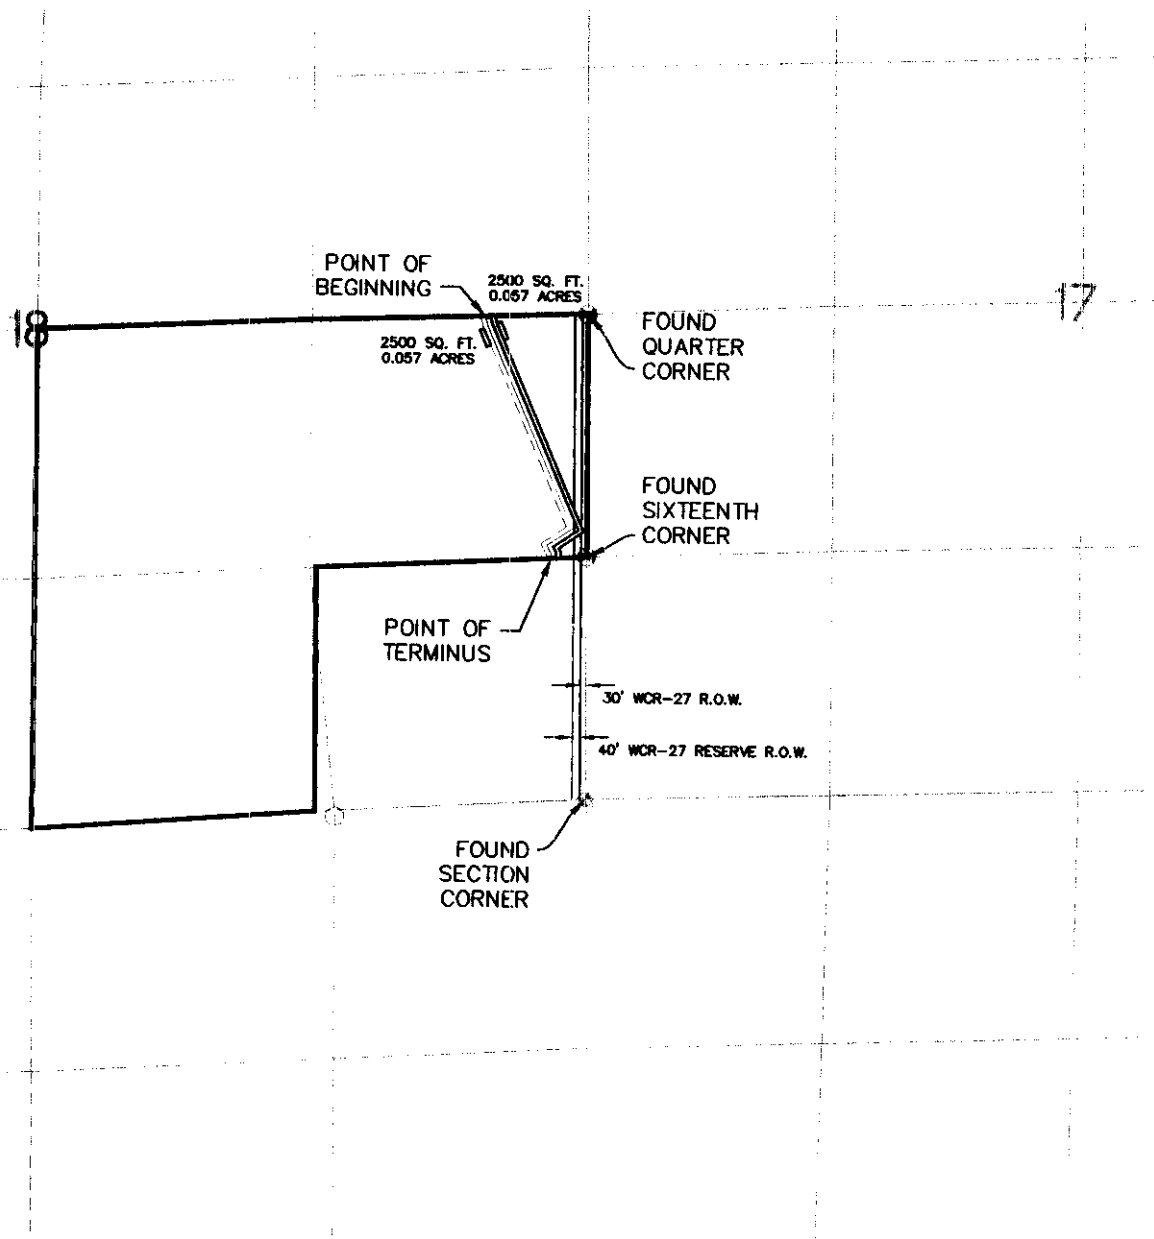 POINT OF
BEGINNING
2500 SQ. FT.
0.057 ACRES
18
17
2500 SQ. FT.
0.057 ACRES
FOUND
QUARTER
CORNER
FOUND
SIXTEENTH
CORNER
POINT OF
TERMINUS
30' WCR-27 R.O.W.
40' WCR-27 RESERVE R.O.W.
FOUND
SECTION
CORNER